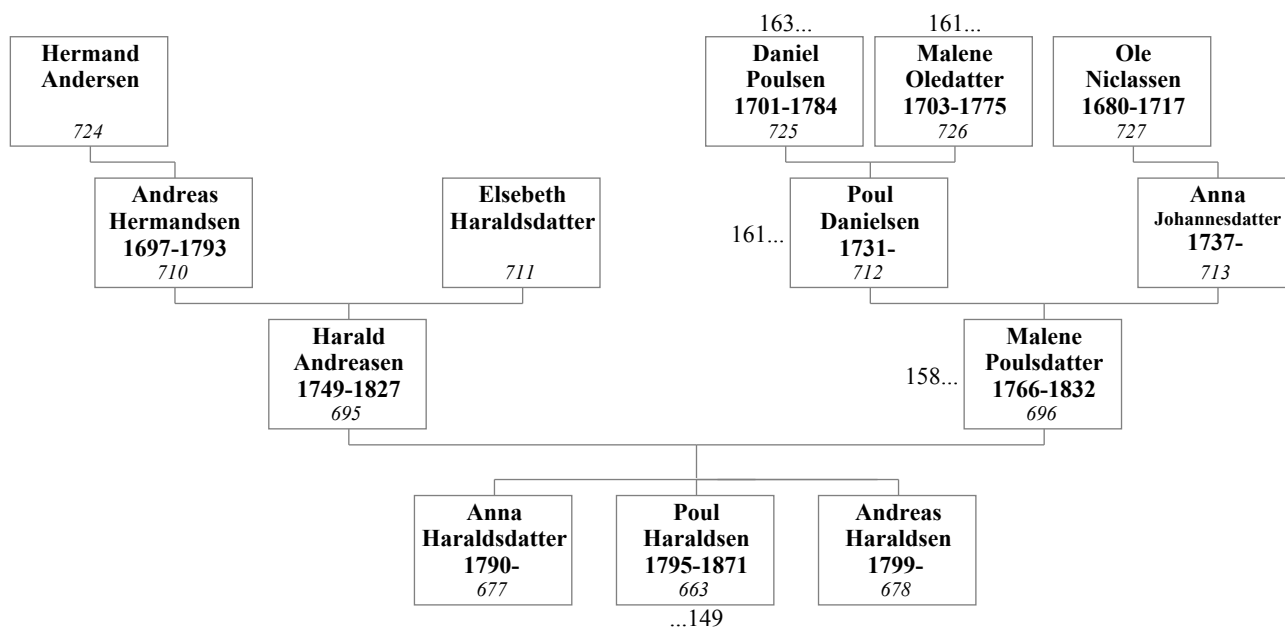 163...
161...
Hermand
Andersen
724
Daniel
Poulsen
1701-1784
725
Malene
Oledatter
1703-1775
726
Ole
Niclassen
1680-1717
727
Andreas
Hermandsen
1697-1793
710
Elsebeth
Haraldsdatter
711
161...
Poul
Danielsen
1731-
712
Anna
Johannesdatter
1737-
713
Harald
Andreasen
1749-1827
695
158...
Malene
Poulsdatter
1766-1832
696
Anna
Haraldsdatter
1790-
677
Poul
Haraldsen
1795-1871
663
Andreas
Haraldsen
1799-
678
...149